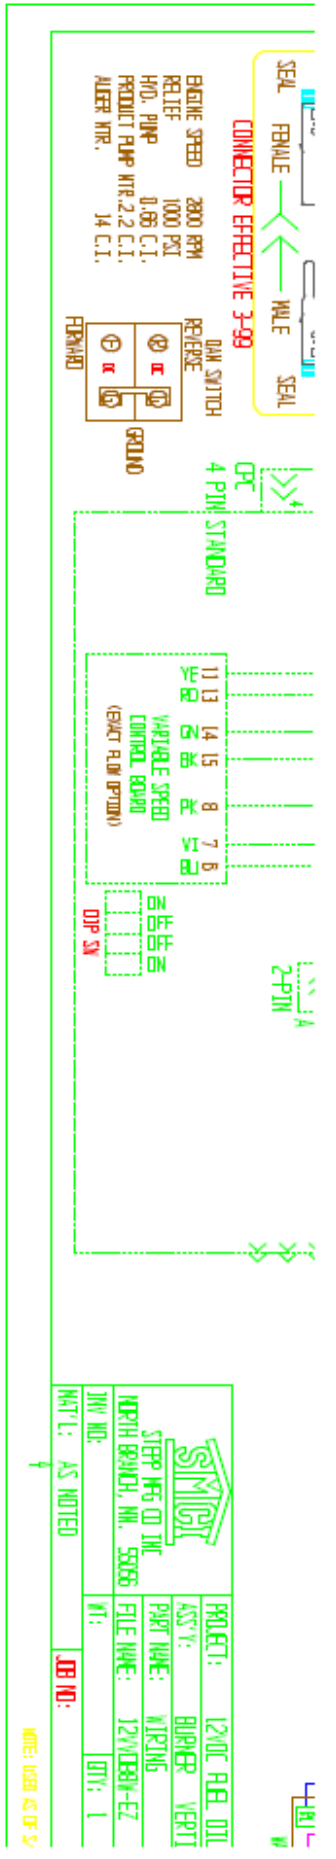 SEAL FEMALE MALE SEAL
CONNECTOR EFFECTIVE 3-99
ENGINE SPEED 2800 RPM
RELIEF 1000 PSI
HYD. PUMP 0.66 C.I.
PRODUCT PUMP MTR. 2.2 C.I.
AUGER MTR. 14 C.I.
DAM SWITCH
REVERSE
GROUND
FORWARD
CPC
4 PIN STANDARD
4
YE 11
RD 13
GN 14
BK 15
PK 8
VI 7
BU 6
VARIABLE SPEED
CONTROL BOARD
(EXACT FLOW OPTION)
ON OFF OFF ON
DIP SW
2-PIN
A
SMCI
STEPP MFG CO INC
NORTH BRANCH, MN. 55056
INV NO:
MAT'L: AS NOTED
PROJECT: 12VDC FUEL OIL
ASS'Y: BURNER VERTI
PART NAME: WIRING
FILE NAME:
WT: QTY: 1
JOB NO:
NOTE: USED AS OF